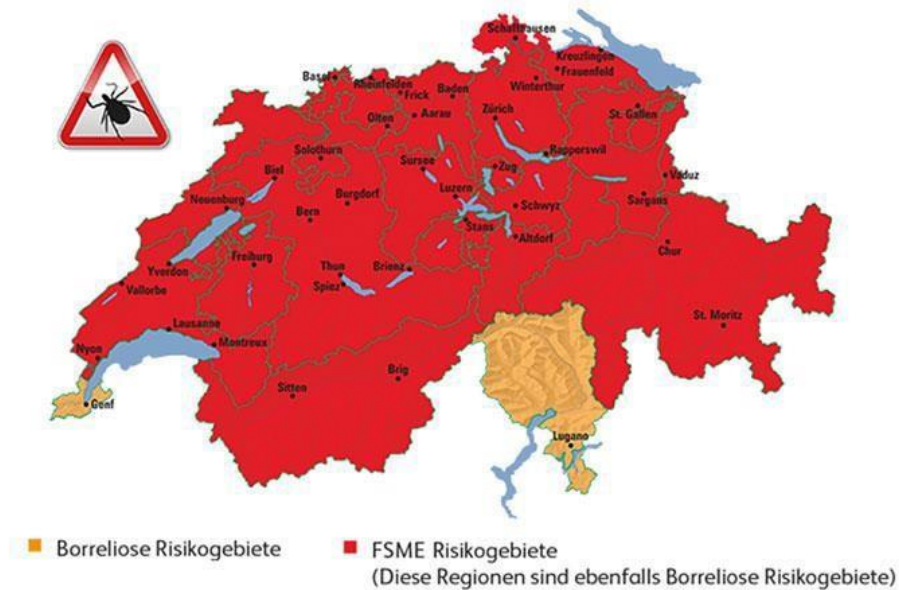 Schaffhausen
Kreuzlingen
Basel
Rheinfelden
Frauenfeld
Frick
Baden
Winterthur
Zürich
Olten
Aarau
St. Gallen
Solothurn
Sursee
Rapperswil
Biel
Zug
Vaduz
Neuenburg
Burgdorf
Luzern
Sargans
Bern
Schwyz
Stans
Altdorf
Freiburg
Chur
Yverdon
Thun
Brienz
Vallorbe
Spiez
Lausanne
St. Moritz
Nyon
Montreux
Brig
Sitten
Genf
Lugano
Borreliose Risikogebiete
FSME Risikogebiete
(Diese Regionen sind ebenfalls Borreliose Risikogebiete)